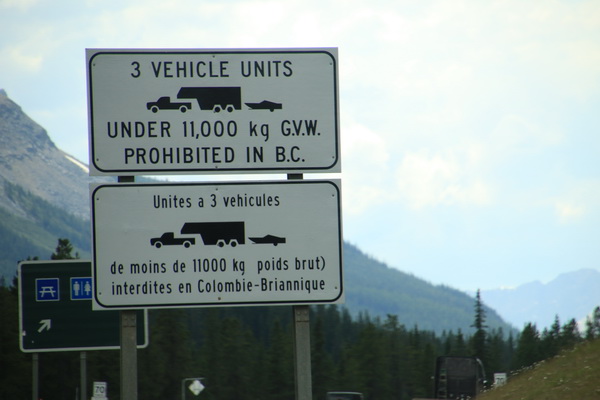 3 VEHICLE UNITS
UNDER 11,000 kg G.V.W.
PROHIBITED IN B.C.
Unites a 3 vehicules
de moins de 11000 kg poids brut)
interdites en Colombie-Briannique
70